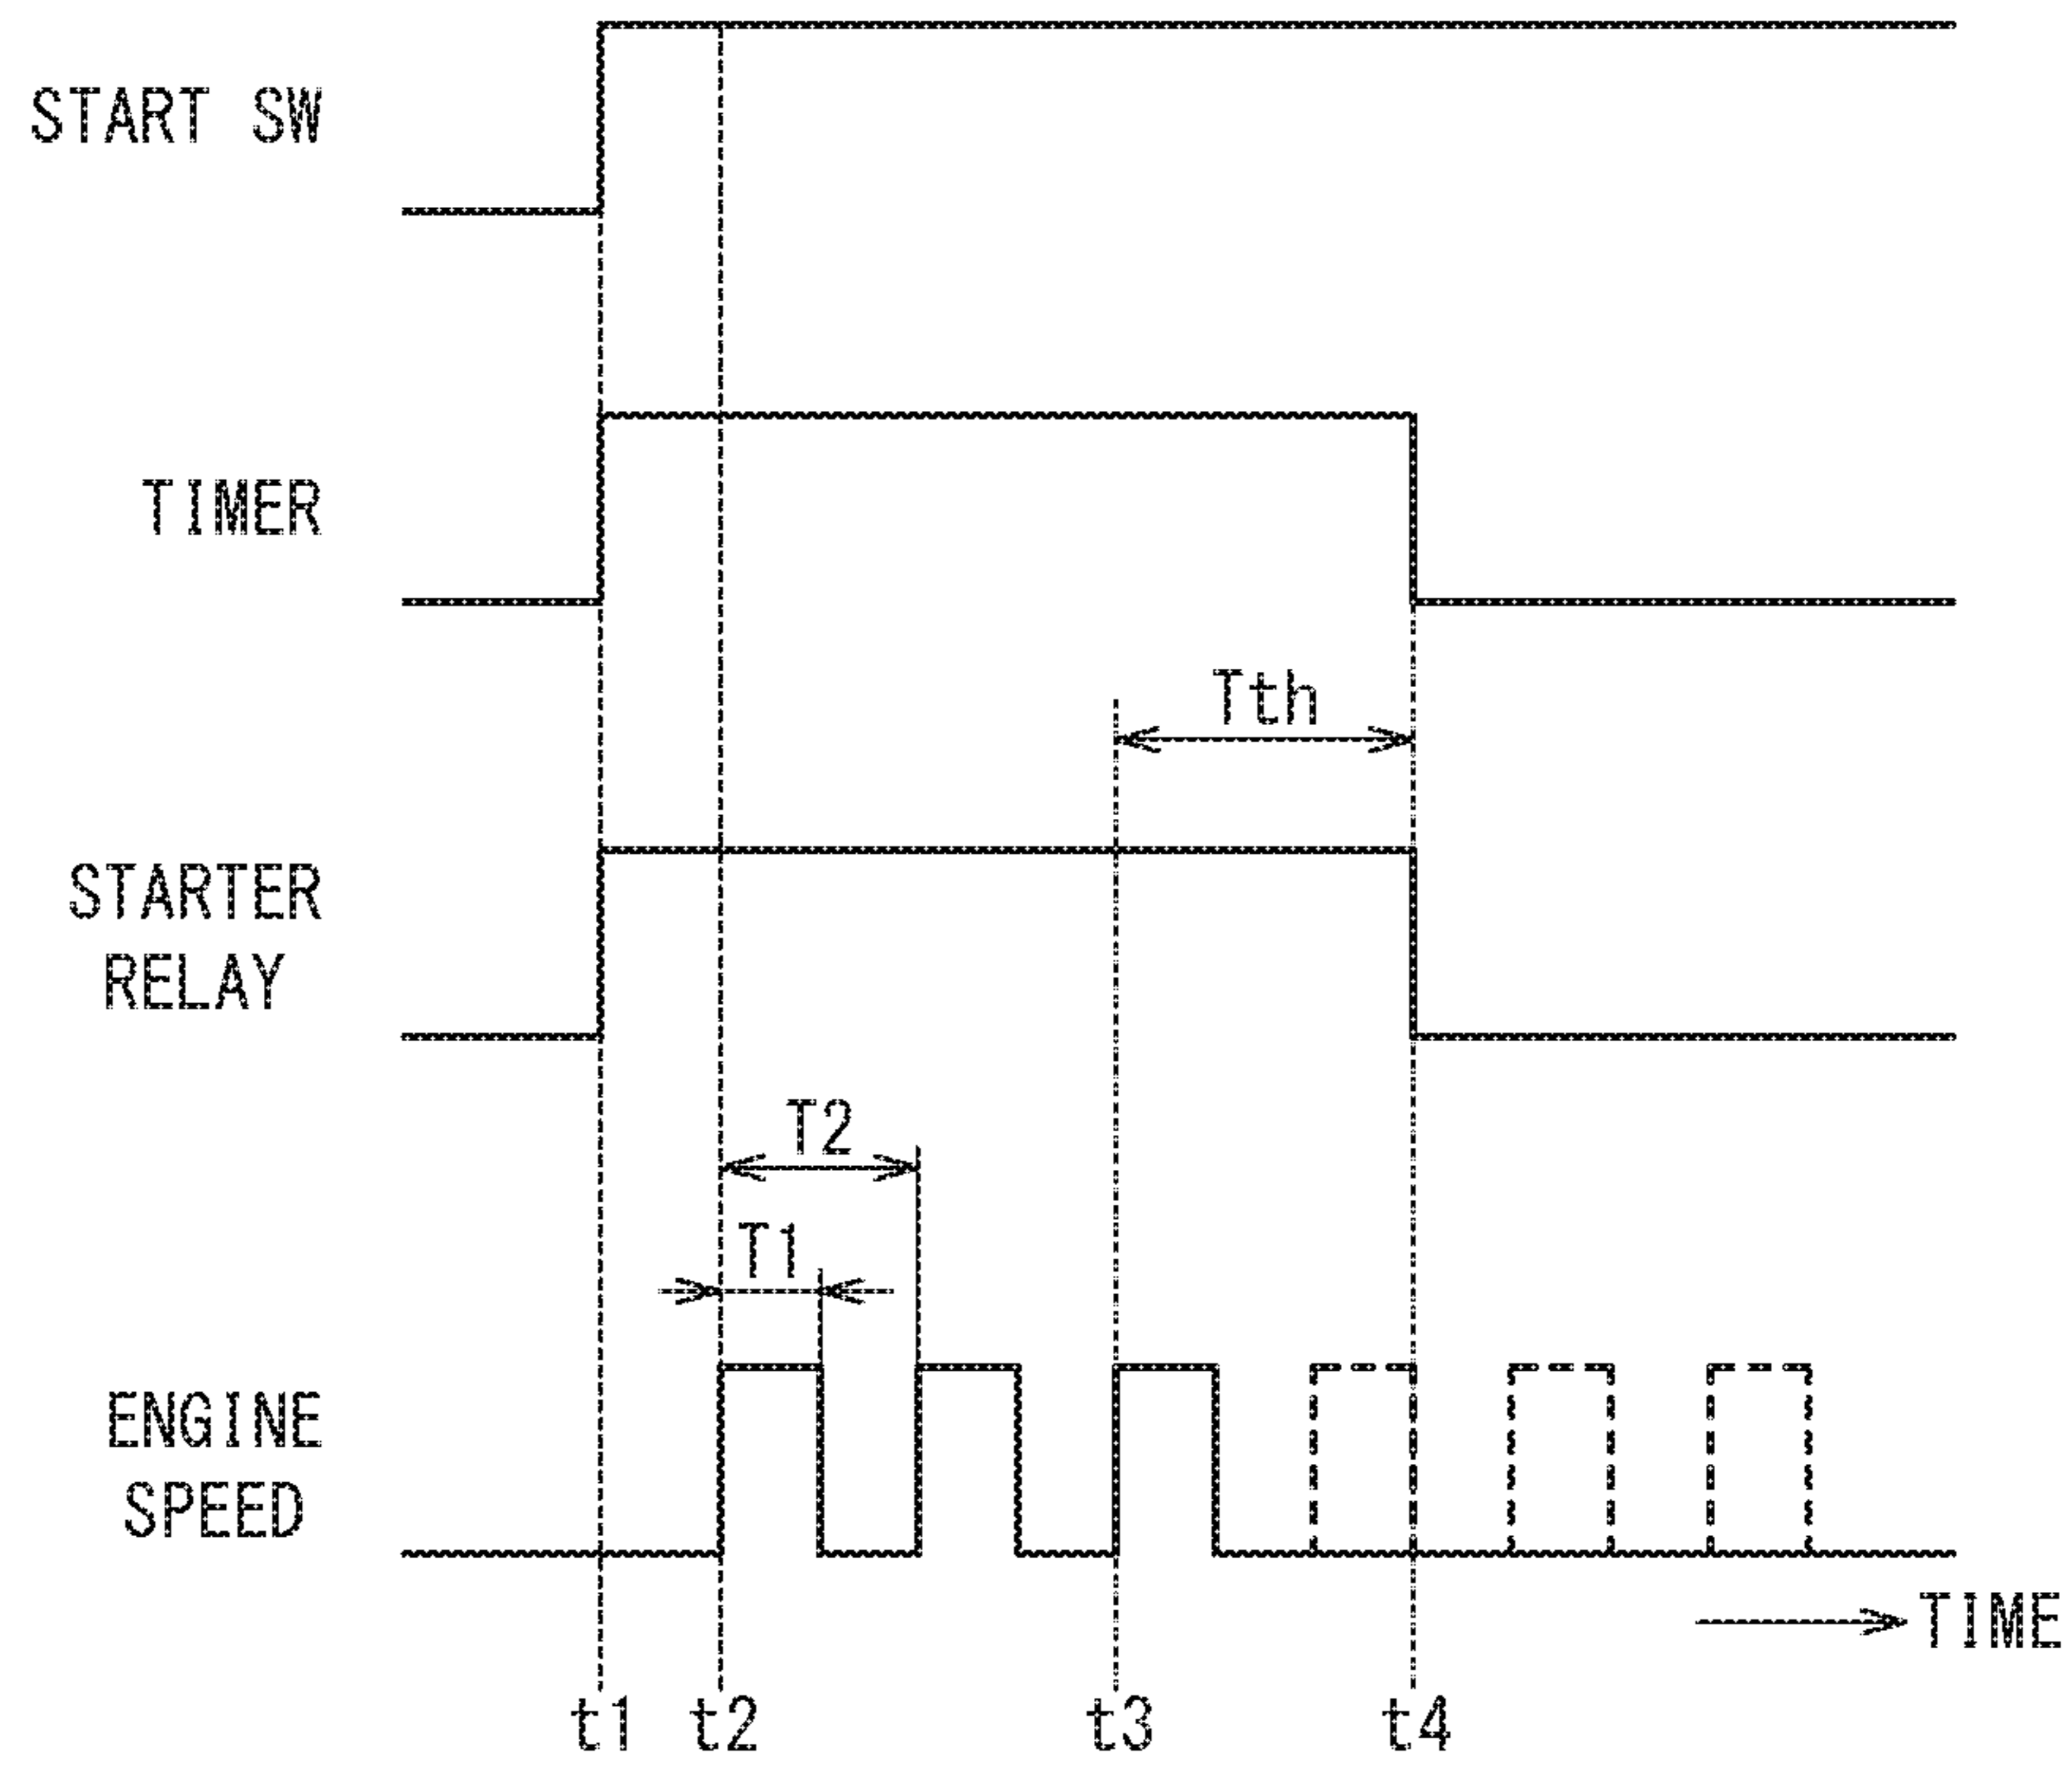 START SW
TIMER
Tth
STARTER
RELAY
T2
T1
ENGINE
SPEED
TIME
t1 t2 t3 t4